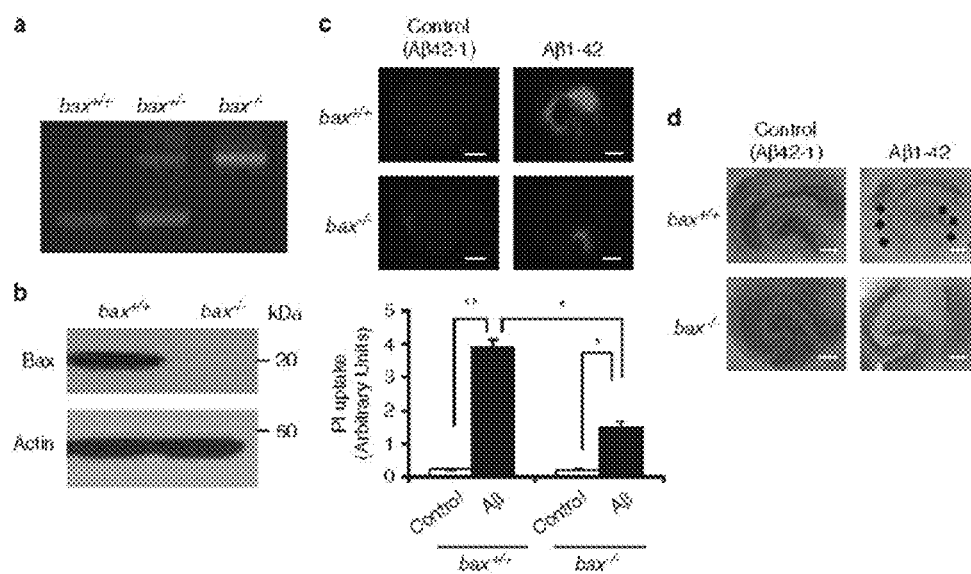 a
bax+/+ bax+/- bax-/-
b
bax+/+ bax-/- kDa
Bax
20
Actin
50
c
Control
(Aβ42-1)
Aβ1-42
bax+/+
bax-/-
PI uptake
(Arbitrary Units)
5
4
3
2
1
0
**
*
*
Control
Aβ
Control
Aβ
bax+/+
bax-/-
d
Control
(Aβ42-1)
Aβ1-42
bax+/+
bax-/-